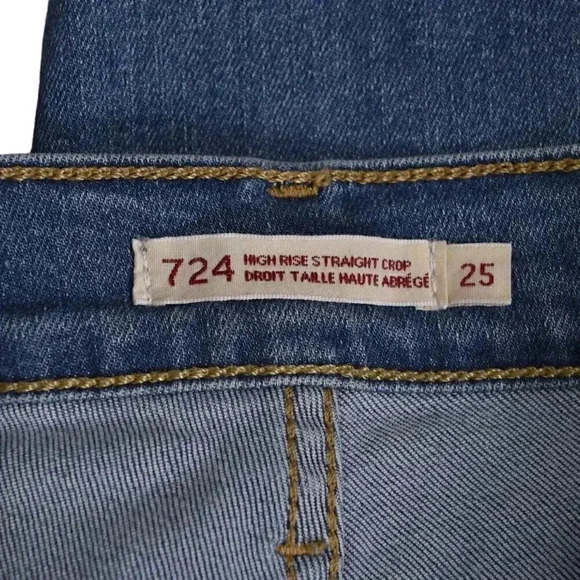 724
HIGH RISE STRAIGHT CROP
DROIT TAILLE HAUTE ABRÉGÉ
25